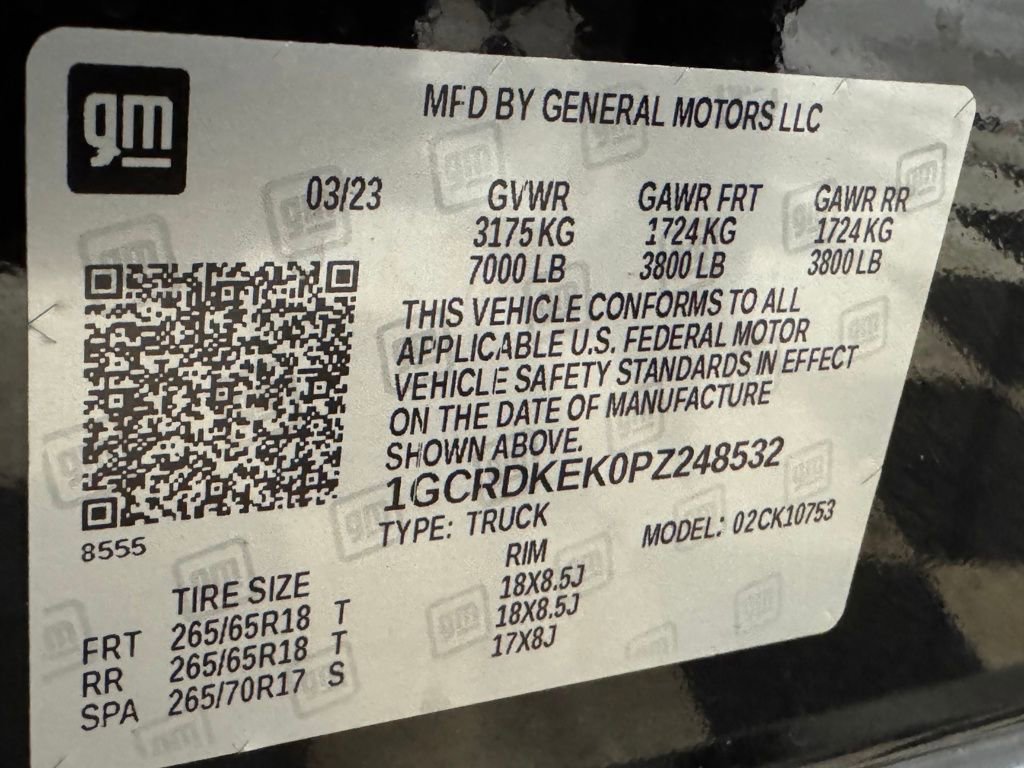 gm
MFD BY GENERAL MOTORS LLC
03/23 GVWR GAWR FRT GAWR RR
3175 KG 1724 KG 1724 KG
7000 LB 3800 LB 3800 LB
THIS VEHICLE CONFORMS TO ALL
APPLICABLE U.S. FEDERAL MOTOR
VEHICLE SAFETY STANDARDS IN EFFECT
ON THE DATE OF MANUFACTURE
SHOWN ABOVE.
1GCRDKEK0PZ248532
TYPE: TRUCK MODEL: 02CK10753
8555
TIRE SIZE RIM
FRT 265/65R18 T 18X8.5J
RR 265/65R18 T 18X8.5J
SPA 265/70R17 S 17X8J